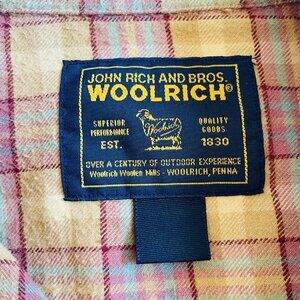 JOHN RICH AND BROS.
WOOLRICH®
SUPERIOR PERFORMANCE
Woolrich
QUALITY GOODS
EST. 1830
OVER A CENTURY OF OUTDOOR EXPERIENCE
Woolrich Woolen Mills - WOOLRICH, PENNA